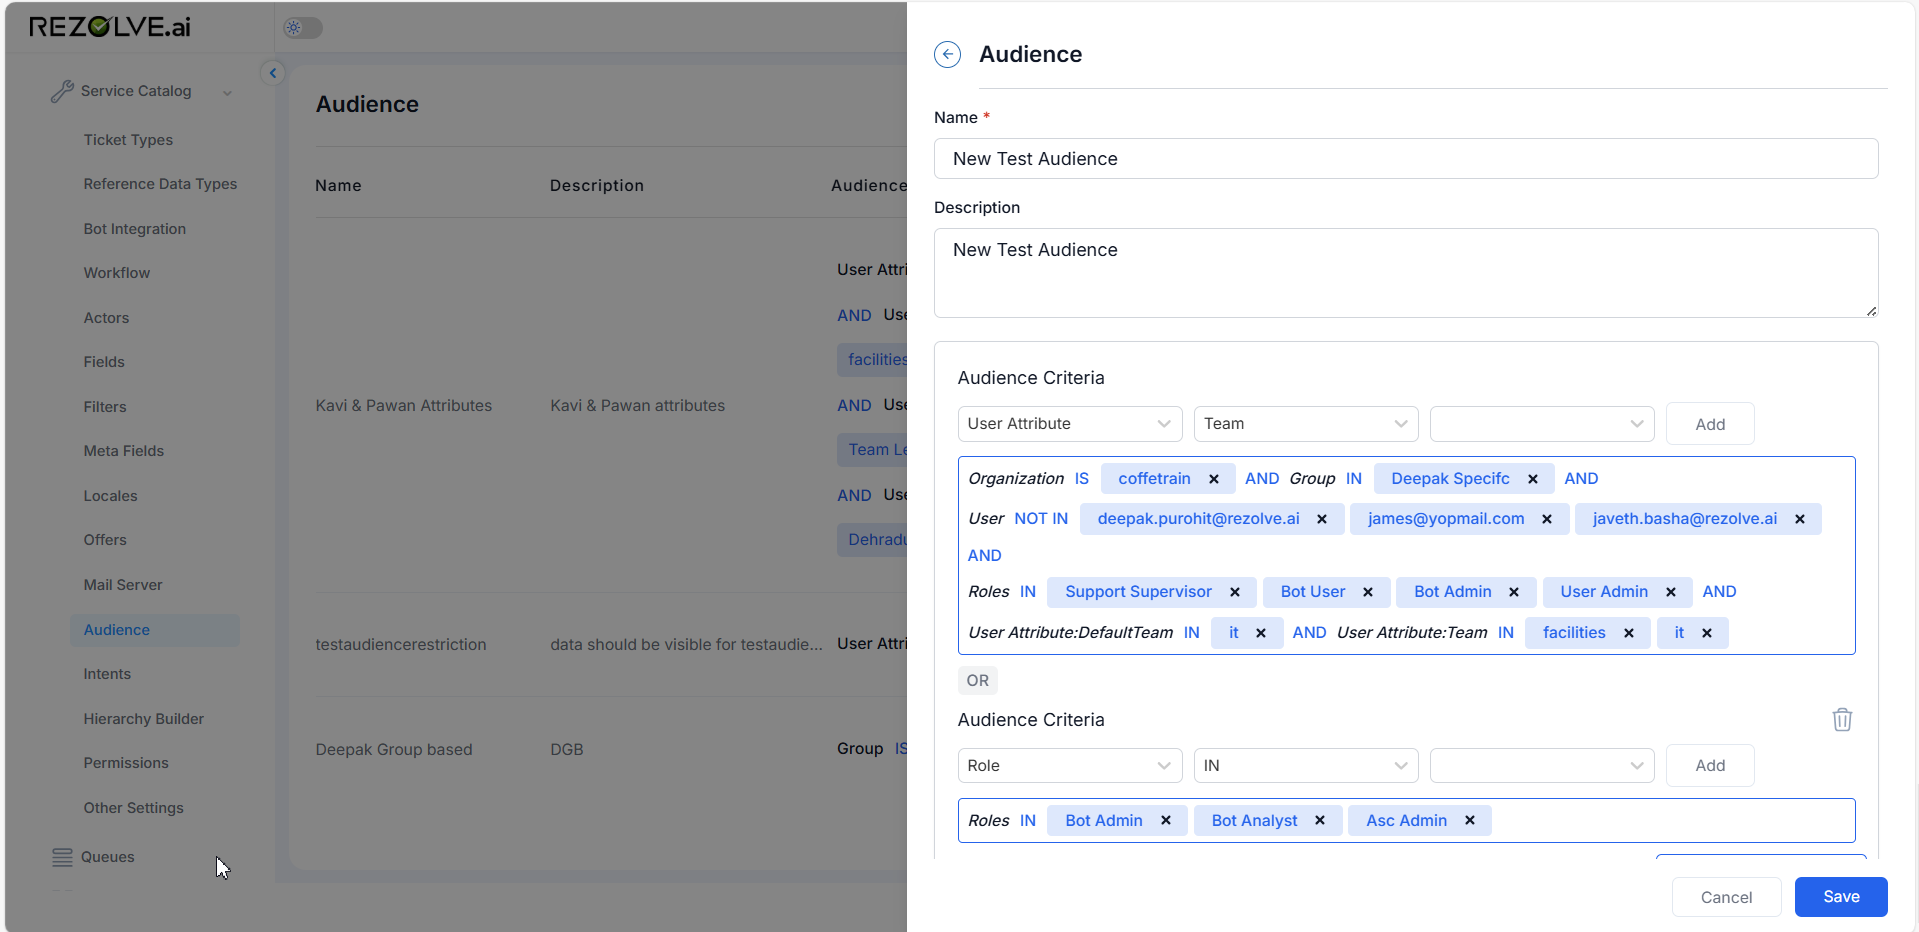 REZOLVE.ai
Service Catalog
Ticket Types
Reference Data Types
Bot Integration
Workflow
Actors
Fields
Filters
Meta Fields
Locales
Offers
Mail Server
Audience
Intents
Hierarchy Builder
Permissions
Other Settings
Queues
Audience
Name Description Audience
User Attri
AND Use
facilities
Kavi & Pawan Attributes Kavi & Pawan attributes AND Use
Team Le
AND Use
Dehradu
testaudiencerestriction data should be visible for testaudie... User Attri
Deepak Group based DGB Group IS
Audience
Name *
New Test Audience
Description
New Test Audience
Audience Criteria
User Attribute Team Add
Organization IS coffetrain × AND Group IN Deepak Specifc × AND
User NOT IN deepak.purohit@rezolve.ai × james@yopmail.com × javeth.basha@rezolve.ai ×
AND
Roles IN Support Supervisor × Bot User × Bot Admin × User Admin × AND
User Attribute:DefaultTeam IN it × AND User Attribute:Team IN facilities × it ×
OR
Audience Criteria
Role IN Add
Roles IN Bot Admin × Bot Analyst × Asc Admin ×
Cancel Save